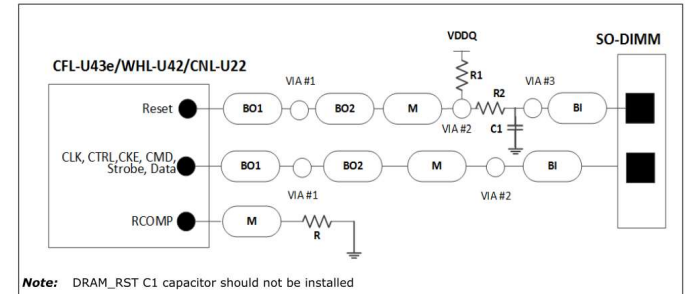 VDDQ
SO-DIMM
CFL-U43e/WHL-U42/CNL-U22
R1
VIA #1
R2
VIA #3
Reset
BO1
BO2
M
BI
VIA #2
C1
CLK, CTRL,CKE, CMD,
Strobe, Data
BO1
BO2
M
BI
VIA #1
VIA #2
RCOMP
M
R
Note: DRAM_RST C1 capacitor should not be installed